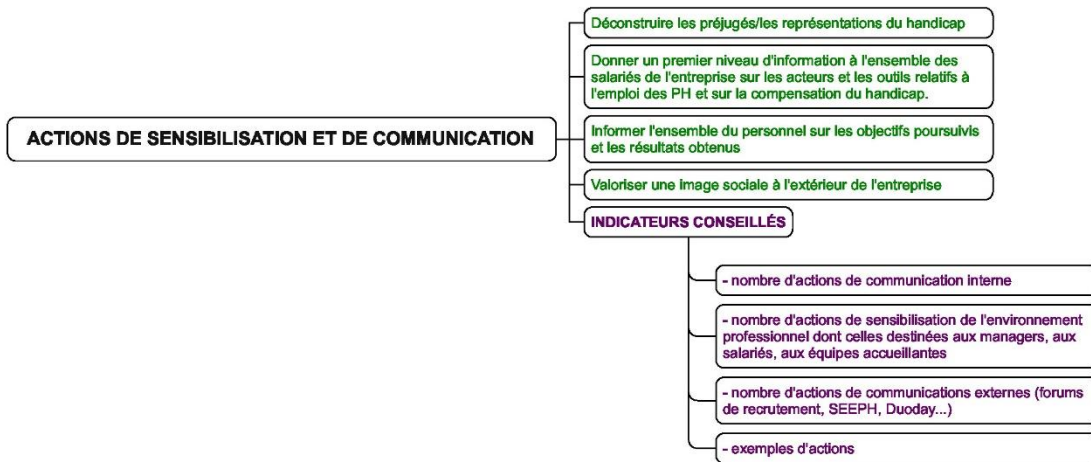 Déconstruire les préjugés/les représentations du handicap
Donner un premier niveau d'information à l'ensemble des
salariés de l'entreprise sur les acteurs et les outils relatifs à
l'emploi des PH et sur la compensation du handicap.
ACTIONS DE SENSIBILISATION ET DE COMMUNICATION
Informer l'ensemble du personnel sur les objectifs poursuivis
et les résultats obtenus
Valoriser une image sociale à l'extérieur de l'entreprise
INDICATEURS CONSEILLÉS
- nombre d'actions de communication interne
- nombre d'actions de sensibilisation de l'environnement
professionnel dont celles destinées aux managers, aux
salariés, aux équipes accueillantes
- nombre d'actions de communications externes (forums
de recrutement, SEEPH, Duoday...)
- exemples d'actions